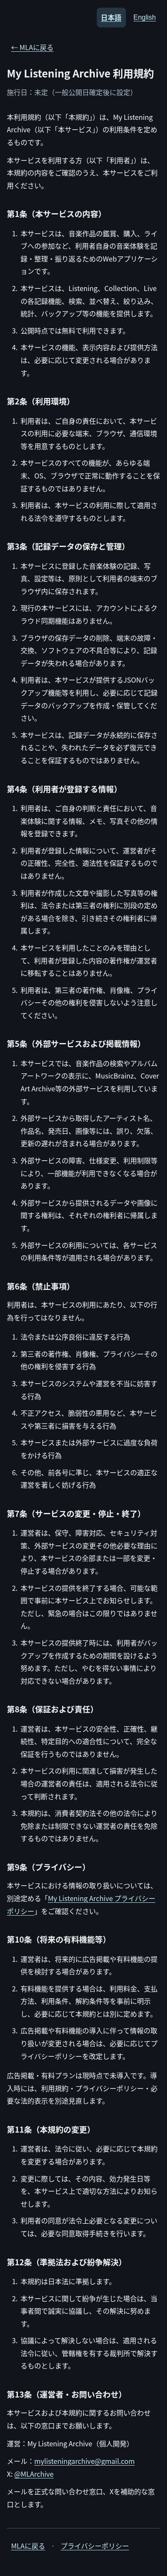 日本語 English
← MLAに戻る
My Listening Archive 利用規約
施行日：未定（一般公開日確定後に設定）
本利用規約（以下「本規約」）は、My Listening
Archive（以下「本サービス」）の利用条件を定め
るものです。
本サービスを利用する方（以下「利用者」）は、
本規約の内容をご確認のうえ、本サービスをご利
用ください。
第1条（本サービスの内容）
1. 本サービスは、音楽作品の鑑賞、購入、ライ
ブへの参加など、利用者自身の音楽体験を記
録・整理・振り返るためのWebアプリケーシ
ョンです。
2. 本サービスは、Listening、Collection、Live
の各記録機能、検索、並べ替え、絞り込み、
統計、バックアップ等の機能を提供します。
3. 公開時点では無料で利用できます。
4. 本サービスの機能、表示内容および提供方法
は、必要に応じて変更される場合がありま
す。
第2条（利用環境）
1. 利用者は、ご自身の責任において、本サービ
スの利用に必要な端末、ブラウザ、通信環境
等を用意するものとします。
2. 本サービスのすべての機能が、あらゆる端
末、OS、ブラウザで正常に動作することを保
証するものではありません。
3. 利用者は、本サービスの利用に際して適用さ
れる法令を遵守するものとします。
第3条（記録データの保存と管理）
1. 本サービスに登録した音楽体験の記録、写
真、設定等は、原則として利用者の端末のブ
ラウザ内に保存されます。
2. 現行の本サービスには、アカウントによるク
ラウド同期機能はありません。
3. ブラウザの保存データの削除、端末の故障・
交換、ソフトウェアの不具合等により、記録
データが失われる場合があります。
4. 利用者は、本サービスが提供するJSONバッ
クアップ機能等を利用し、必要に応じて記録
データのバックアップを作成・保管してくだ
さい。
5. 本サービスは、記録データが永続的に保存さ
れることや、失われたデータを必ず復元でき
ることを保証するものではありません。
第4条（利用者が登録する情報）
1. 利用者は、ご自身の判断と責任において、音
楽体験に関する情報、メモ、写真その他の情
報を登録できます。
2. 利用者が登録した情報について、運営者がそ
の正確性、完全性、適法性を保証するもので
はありません。
3. 利用者が作成した文章や撮影した写真等の権
利は、法令または第三者の権利に別段の定め
がある場合を除き、引き続きその権利者に帰
属します。
4. 本サービスを利用したことのみを理由とし
て、利用者が登録した内容の著作権が運営者
に移転することはありません。
5. 利用者は、第三者の著作権、肖像権、プライ
バシーその他の権利を侵害しないよう注意し
てください。
第5条（外部サービスおよび掲載情報）
1. 本サービスでは、音楽作品の検索やアルバム
アートワークの表示に、MusicBrainz、Cover
Art Archive等の外部サービスを利用していま
す。
2. 外部サービスから取得したアーティスト名、
作品名、発売日、画像等には、誤り、欠落、
更新の遅れが含まれる場合があります。
3. 外部サービスの障害、仕様変更、利用制限等
により、一部機能が利用できなくなる場合が
あります。
4. 外部サービスから提供されるデータや画像に
関する権利は、それぞれの権利者に帰属しま
す。
5. 外部サービスの利用については、各サービス
の利用条件等が適用される場合があります。
第6条（禁止事項）
利用者は、本サービスの利用にあたり、以下の行
為を行ってはなりません。
1. 法令または公序良俗に違反する行為
2. 第三者の著作権、肖像権、プライバシーその
他の権利を侵害する行為
3. 本サービスのシステムや運営を不当に妨害す
る行為
4. 不正アクセス、脆弱性の悪用など、本サービ
スや第三者に損害を与える行為
5. 本サービスまたは外部サービスに過度な負荷
をかける行為
6. その他、前各号に準じ、本サービスの適正な
運営を著しく妨げる行為
第7条（サービスの変更・停止・終了）
1. 運営者は、保守、障害対応、セキュリティ対
策、外部サービスの変更その他必要な理由に
より、本サービスの全部または一部を変更・
停止する場合があります。
2. 本サービスの提供を終了する場合、可能な範
囲で事前に本サービス上でお知らせします。
ただし、緊急の場合はこの限りではありませ
ん。
3. 本サービスの提供終了時には、利用者がバッ
クアップを作成するための期間を設けるよう
努めます。ただし、やむを得ない事情により
対応できない場合があります。
第8条（保証および責任）
1. 運営者は、本サービスの安全性、正確性、継
続性、特定目的への適合性について、完全な
保証を行うものではありません。
2. 本サービスの利用に関連して損害が発生した
場合の運営者の責任は、適用される法令に従
って判断されます。
3. 本規約は、消費者契約法その他の法令により
免除または制限できない運営者の責任を免除
するものではありません。
第9条（プライバシー）
本サービスにおける情報の取り扱いについては、
別途定める「My Listening Archive プライバシー
ポリシー」をご確認ください。
第10条（将来の有料機能等）
1. 運営者は、将来的に広告掲載や有料機能の提
供を検討する場合があります。
2. 有料機能を提供する場合は、利用料金、支払
方法、利用条件、解約条件等を事前に明示
し、必要に応じて本規約とは別に定めます。
3. 広告掲載や有料機能の導入に伴って情報の取
り扱いが変更される場合は、必要に応じてプ
ライバシーポリシーを改定します。
広告掲載・有料プランは現時点で未導入です。導
入時には、利用規約・プライバシーポリシー・必
要な法的表示を別途見直します。
第11条（本規約の変更）
1. 運営者は、法令に従い、必要に応じて本規約
を変更する場合があります。
2. 変更に際しては、その内容、効力発生日等
を、本サービス上で適切な方法によりお知ら
せします。
3. 利用者の同意が法令上必要となる変更につい
ては、必要な同意取得手続きを行います。
第12条（準拠法および紛争解決）
1. 本規約は日本法に準拠します。
2. 本サービスに関して紛争が生じた場合は、当
事者間で誠実に協議し、その解決に努めま
す。
3. 協議によって解決しない場合は、適用される
法令に従い、管轄権を有する裁判所で解決す
るものとします。
第13条（運営者・お問い合わせ）
本サービスおよび本規約に関するお問い合わせ
は、以下の窓口までお願いします。
運営：My Listening Archive（個人開発）
メール：mylisteningarchive@gmail.com
X: @MLArchive
メールを正式な問い合わせ窓口、Xを補助的な窓
口とします。
MLAに戻る ・ プライバシーポリシー